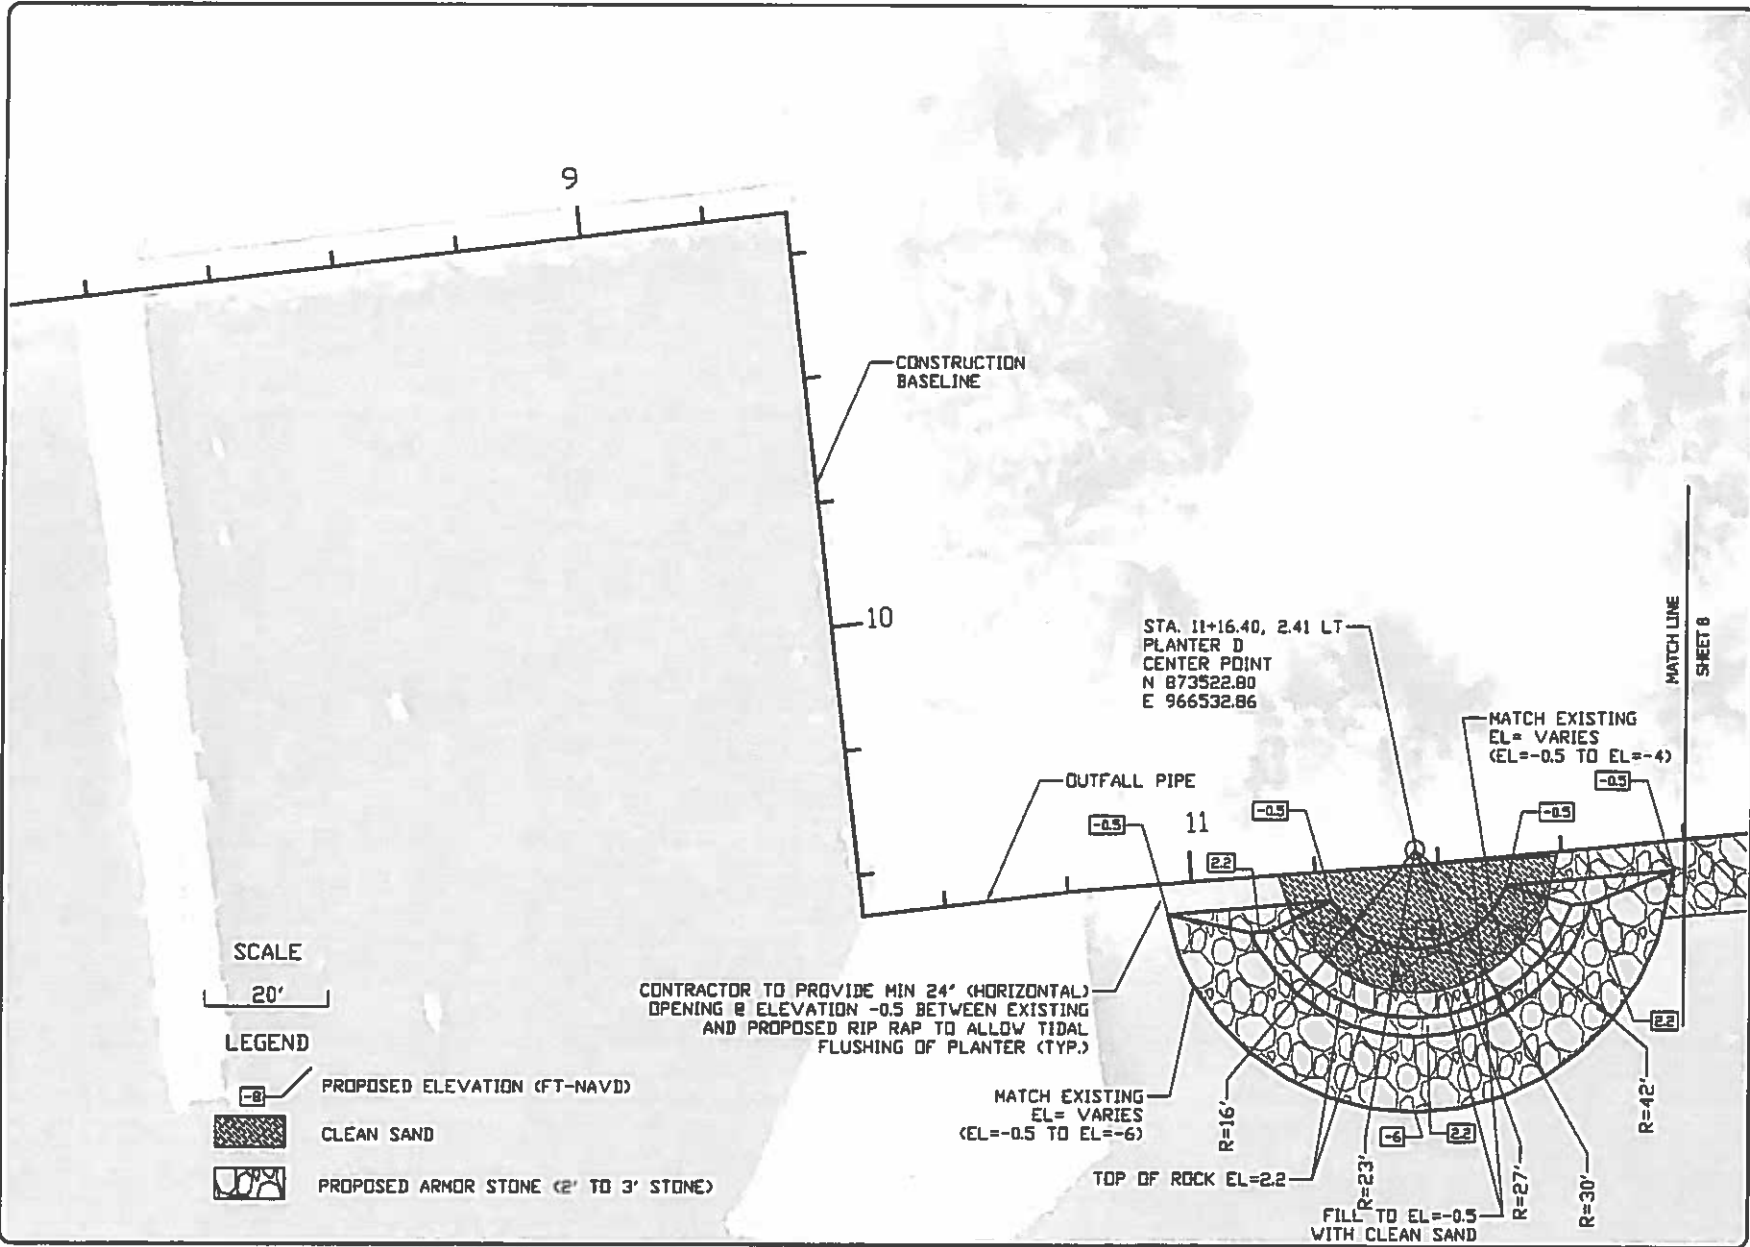 9
CONSTRUCTION
BASELINE
10
STA. 11+16.40, 2.41 LT
PLANTER D
CENTER POINT
N 873522.80
E 966532.86
MATCH LINE
SHEET 8
MATCH EXISTING
EL= VARIES
(EL=-0.5 TO EL=-4)
-0.5
OUTFALL PIPE
-0.5
11
-0.5
-0.5
2.2
SCALE
20'
CONTRACTOR TO PROVIDE MIN 24" (HORIZONTAL)
OPENING @ ELEVATION -0.5 BETWEEN EXISTING
AND PROPOSED RIP RAP TO ALLOW TIDAL
FLUSHING OF PLANTER (TYP.)
2.2
LEGEND
-8
PROPOSED ELEVATION (FT-NAVD)
CLEAN SAND
PROPOSED ARMOR STONE (2' TO 3' STONE)
MATCH EXISTING
EL= VARIES
(EL=-0.5 TO EL=-6)
R=16'
-6
2.2
R=42'
TOP OF ROCK EL=2.2
R=23'
R=27'
R=30'
FILL TO EL=-0.5
WITH CLEAN SAND